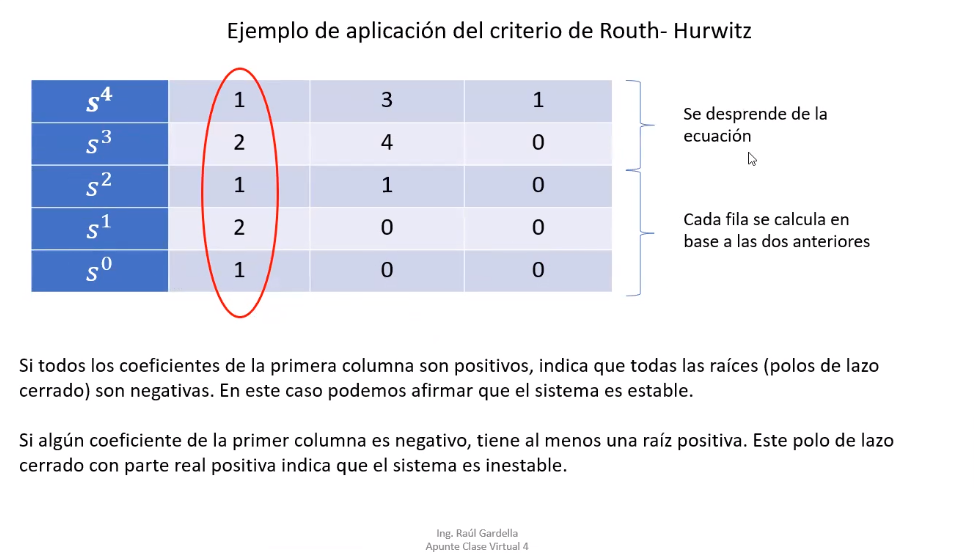 Ejemplo de aplicación del criterio de Routh- Hurwitz
s⁴ 1 3 1
s³ 2 4 0
s² 1 1 0
s¹ 2 0 0
s⁰ 1 0 0
Se desprende de la
ecuación
Cada fila se calcula en
base a las dos anteriores
Si todos los coeficientes de la primera columna son positivos, indica que todas las raíces (polos de lazo
cerrado) son negativas. En este caso podemos afirmar que el sistema es estable.
Si algún coeficiente de la primer columna es negativo, tiene al menos una raíz positiva. Este polo de lazo
cerrado con parte real positiva indica que el sistema es inestable.
Ing. Raúl Gardella
Apunte Clase Virtual 4